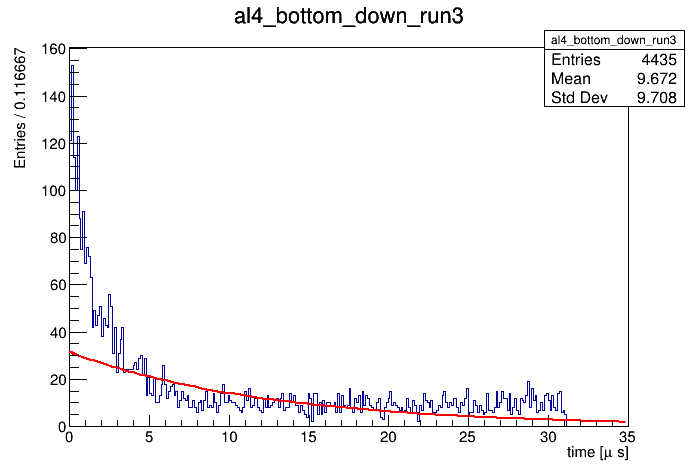 al4_bottom_down_run3
al4_bottom_down_run3
Entries 4435
Mean 9.672
Std Dev 9.708
Entries / 0.116667
160
140
120
100
80
60
40
20
0
0 5 10 15 20 25 30 35
time [μ s]